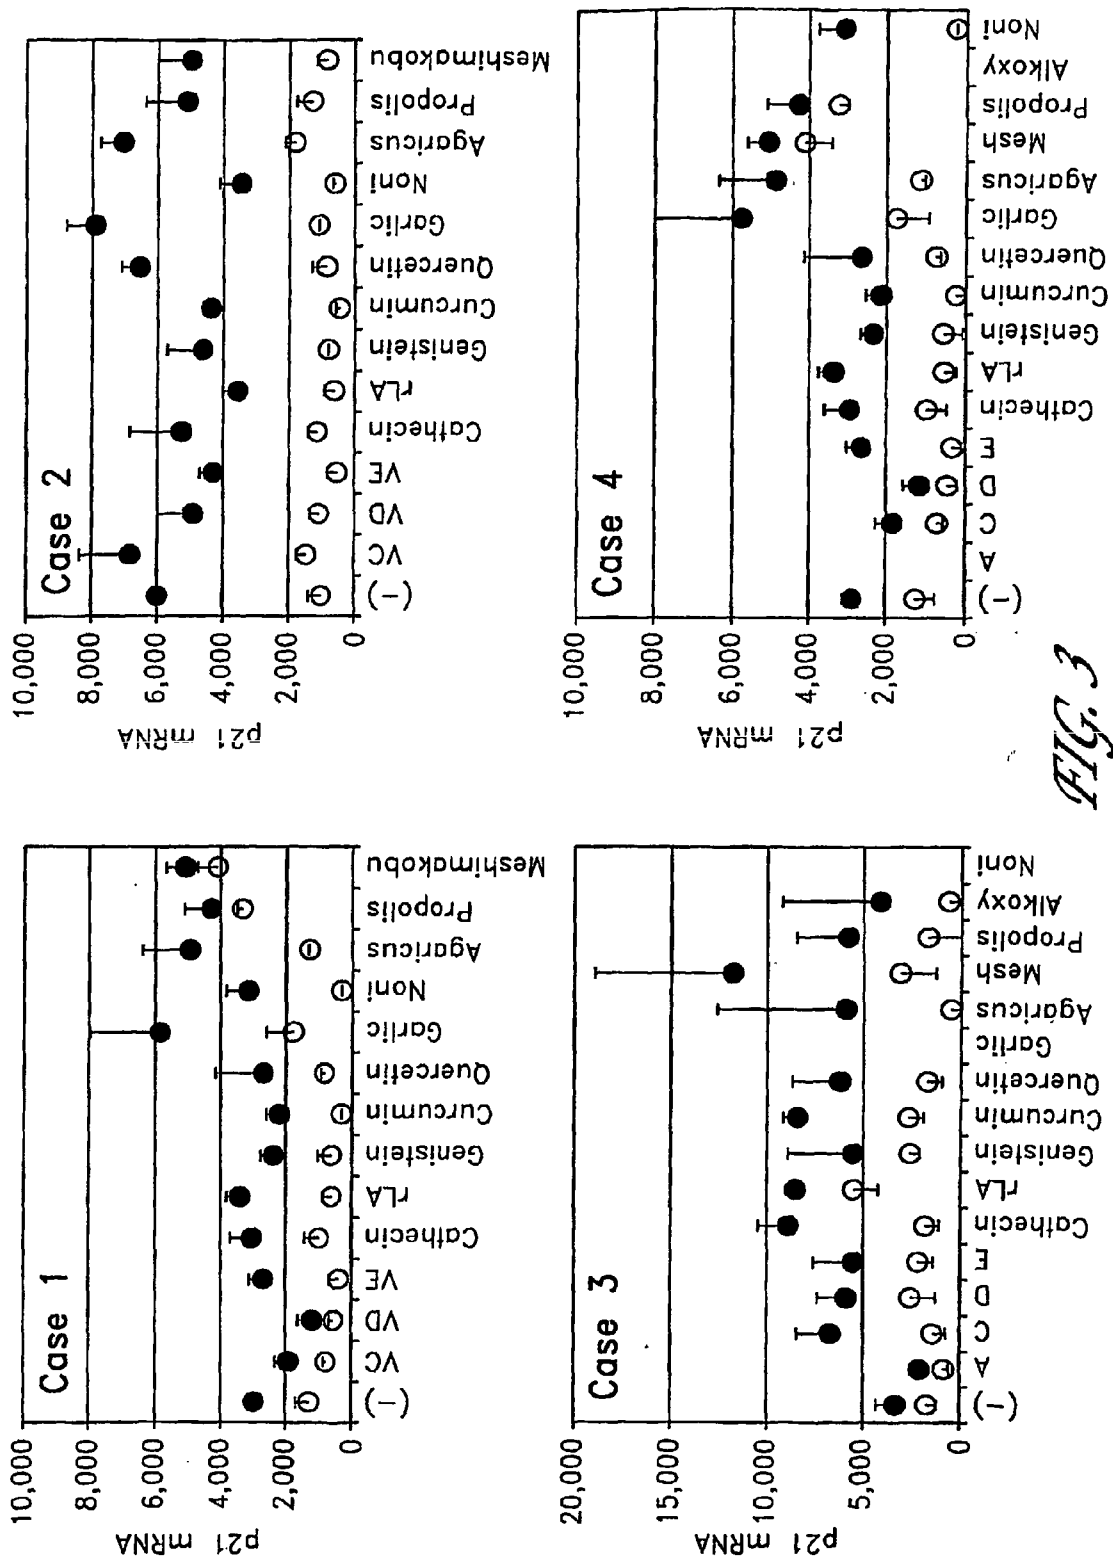 Case 1
p21 mRNA
10,000
8,000
6,000
4,000
2,000
0
(-)
VC
VD
VE
Cathecin
rLA
Genistein
Curcumin
Quercetin
Garlic
Noni
Agaricus
Propolis
Meshimakobu
Case 2
p21 mRNA
10,000
8,000
6,000
4,000
2,000
0
(-)
VC
VD
VE
Cathecin
rLA
Genistein
Curcumin
Quercetin
Garlic
Noni
Agaricus
Propolis
Meshimakobu
Case 3
p21 mRNA
20,000
15,000
10,000
5,000
0
(-)
A
C
D
E
Cathecin
rLA
Genistein
Curcumin
Quercetin
Garlic
Agaricus
Mesh
Propolis
Alkoxy
Noni
Case 4
p21 mRNA
10,000
8,000
6,000
4,000
2,000
0
(-)
A
C
D
E
Cathecin
rLA
Genistein
Curcumin
Quercetin
Garlic
Agaricus
Mesh
Propolis
Alkoxy
Noni
FIG. 3